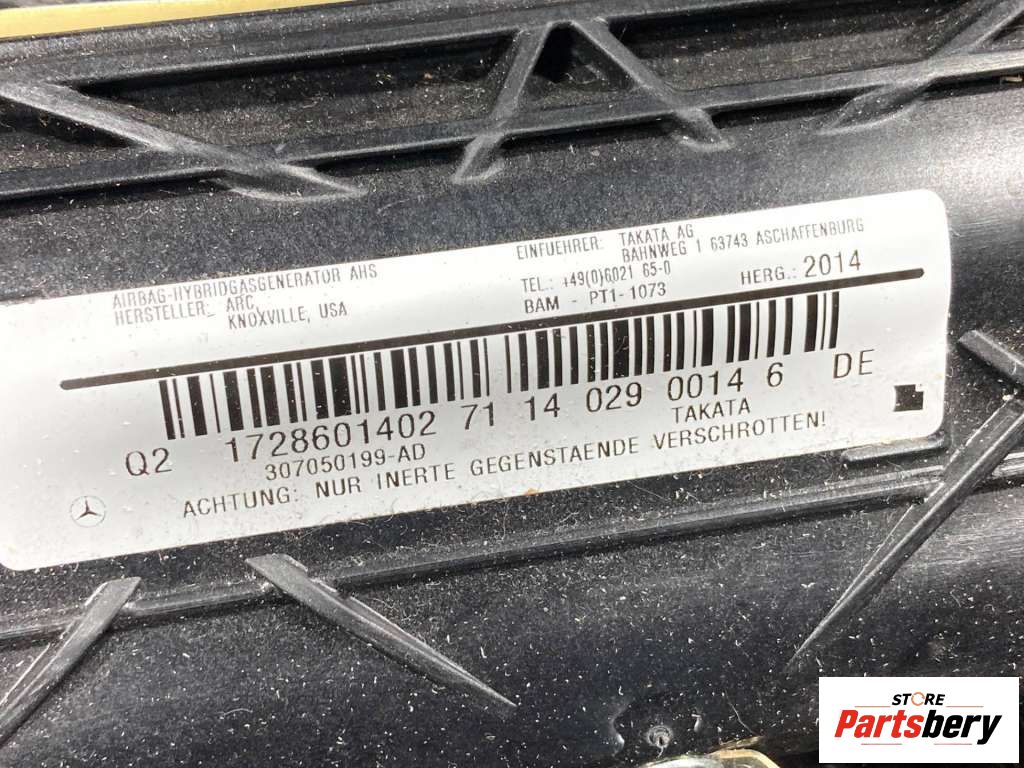 AIRBAG-HYBRIDGASGENERATOR AHS
HERSTELLER: ARC,
KNOXVILLE, USA
EINFUEHRER: TAKATA AG
BAHNWEG 1 63743 ASCHAFFENBURG
TEL.: +49(0)6021 65-0
BAM - PT1-1073
HERG.: 2014
Q2 1728601402 71 14 029 0014 6 DE
307050199-AD
TAKATA
ACHTUNG: NUR INERTE GEGENSTAENDE VERSCHROTTEN!
STORE
Partsbery